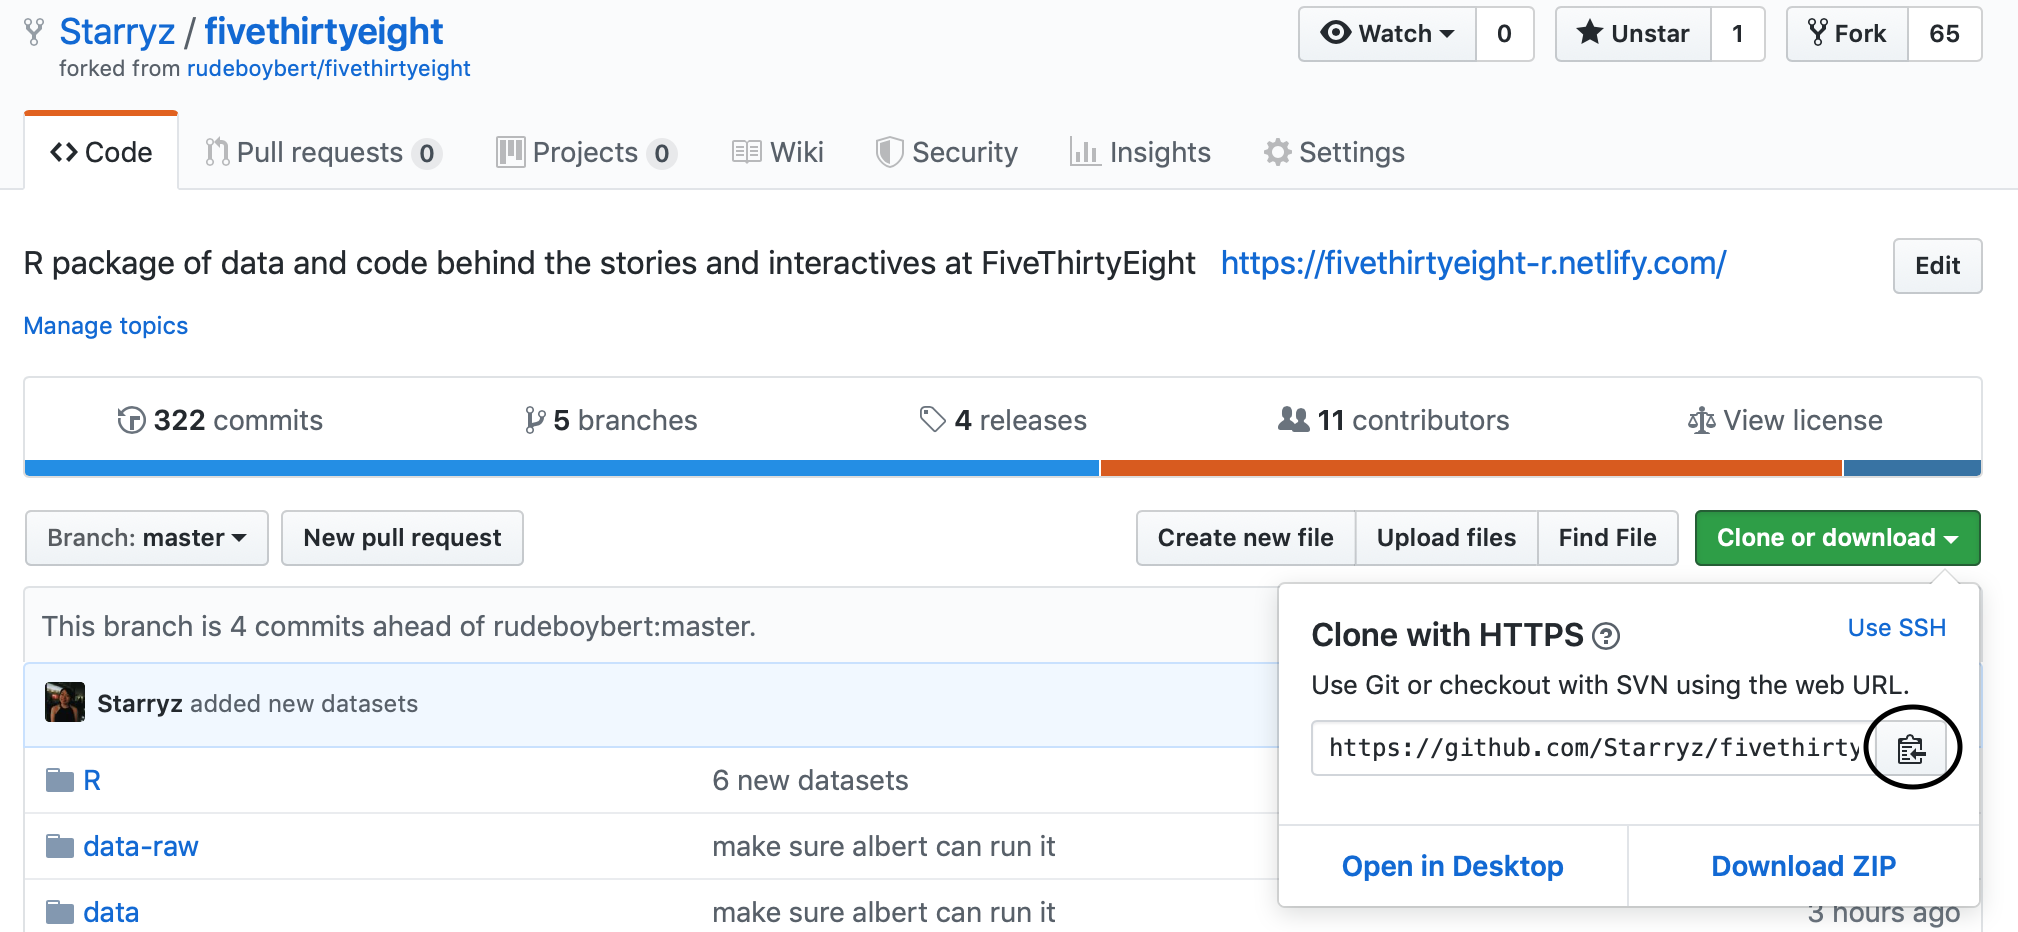 Starryz / fivethirtyeight
forked from rudeboybert/fivethirtyeight
Watch 0
Unstar 1
Fork 65
Code
Pull requests 0
Projects 0
Wiki
Security
Insights
Settings
R package of data and code behind the stories and interactives at FiveThirtyEight https://fivethirtyeight-r.netlify.com/
Edit
Manage topics
322 commits
5 branches
4 releases
11 contributors
View license
Branch: master
New pull request
Create new file
Upload files
Find File
Clone or download
This branch is 4 commits ahead of rudeboybert:master.
Starryz added new datasets
R 6 new datasets
data-raw make sure albert can run it
data make sure albert can run it
Clone with HTTPS
Use SSH
Use Git or checkout with SVN using the web URL.
https://github.com/Starryz/fivethirty
Open in Desktop
Download ZIP
3 hours ago